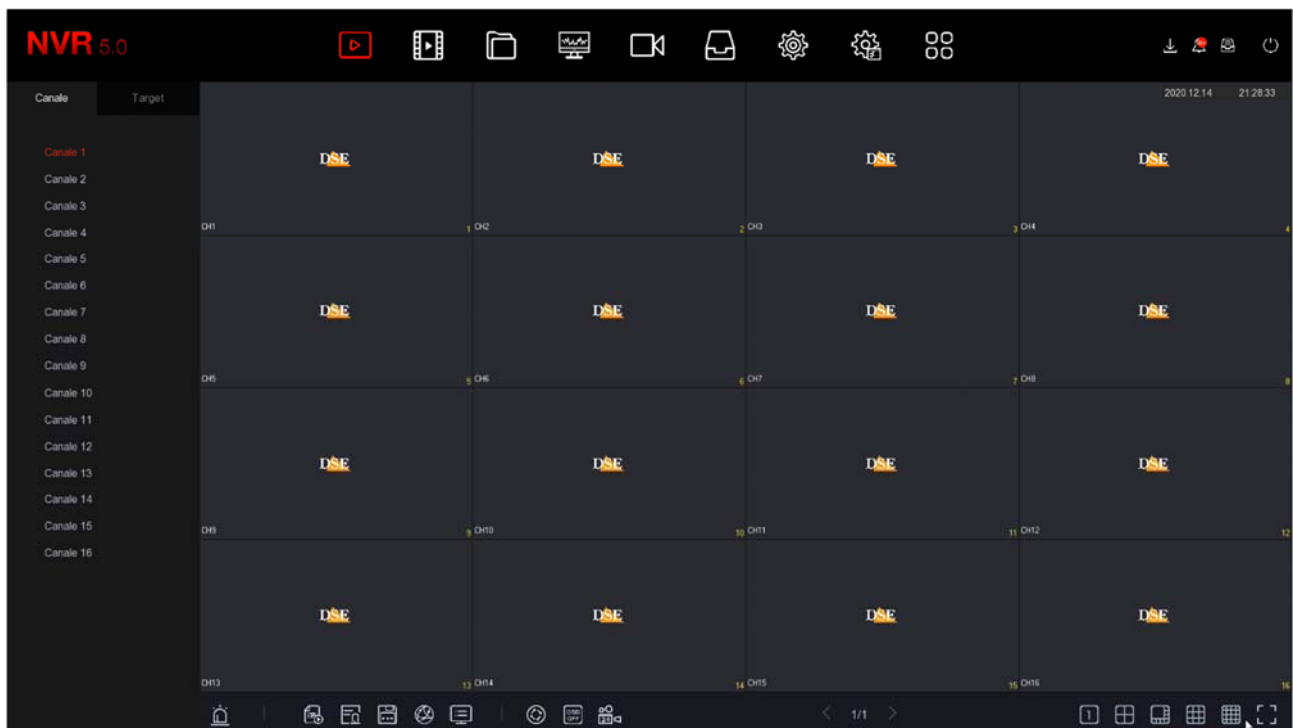 NVR 5.0
2020.12.14 21:28:33
Canale Target
Canale 1
Canale 2
Canale 3
Canale 4
Canale 5
Canale 6
Canale 7
Canale 8
Canale 9
Canale 10
Canale 11
Canale 12
Canale 13
Canale 14
Canale 15
Canale 16
DSE DSE DSE DSE
CH1 1 CH2 2 CH3 3 CH4 4
DSE DSE DSE DSE
CH5 5 CH6 6 CH7 7 CH8 8
DSE DSE DSE DSE
CH9 9 CH10 10 CH11 11 CH12 12
DSE DSE DSE DSE
CH13 13 CH14 14 CH15 15 CH16 16
OSD OFF 1/1 1